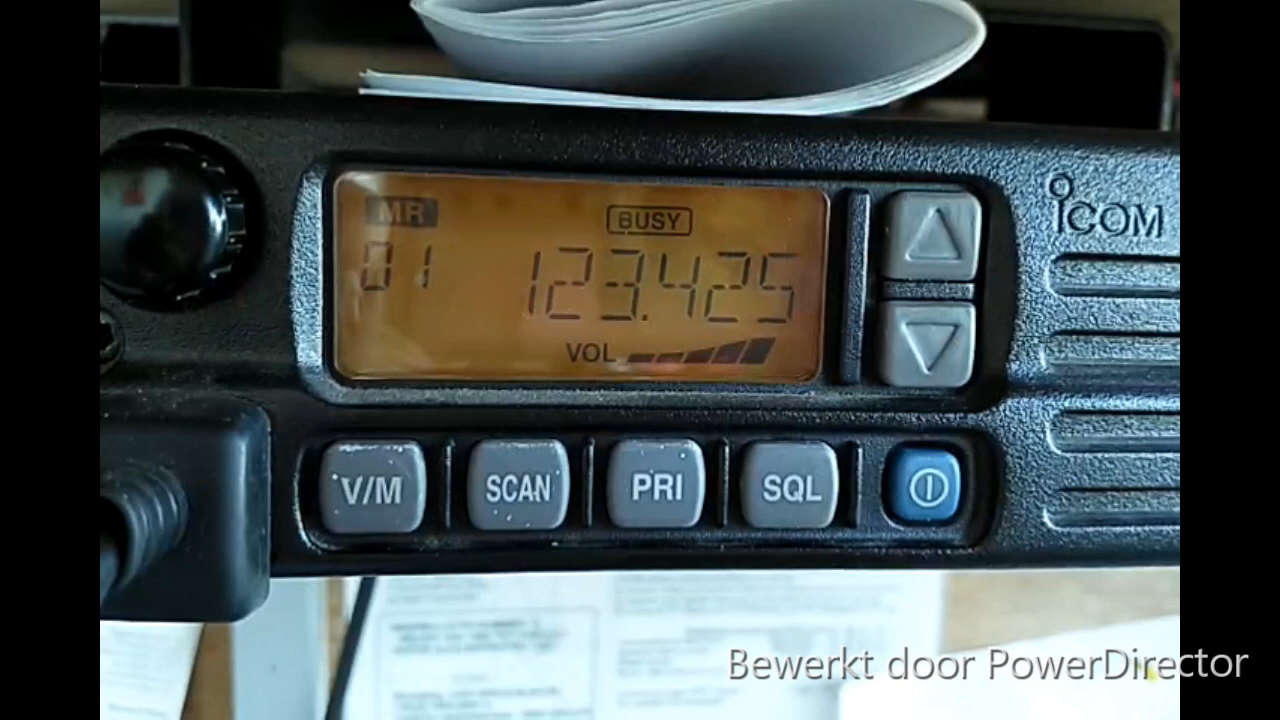 MR
BUSY
01 123.425
VOL
ICOM
V/M SCAN PRI SQL
Bewerkt door PowerDirector